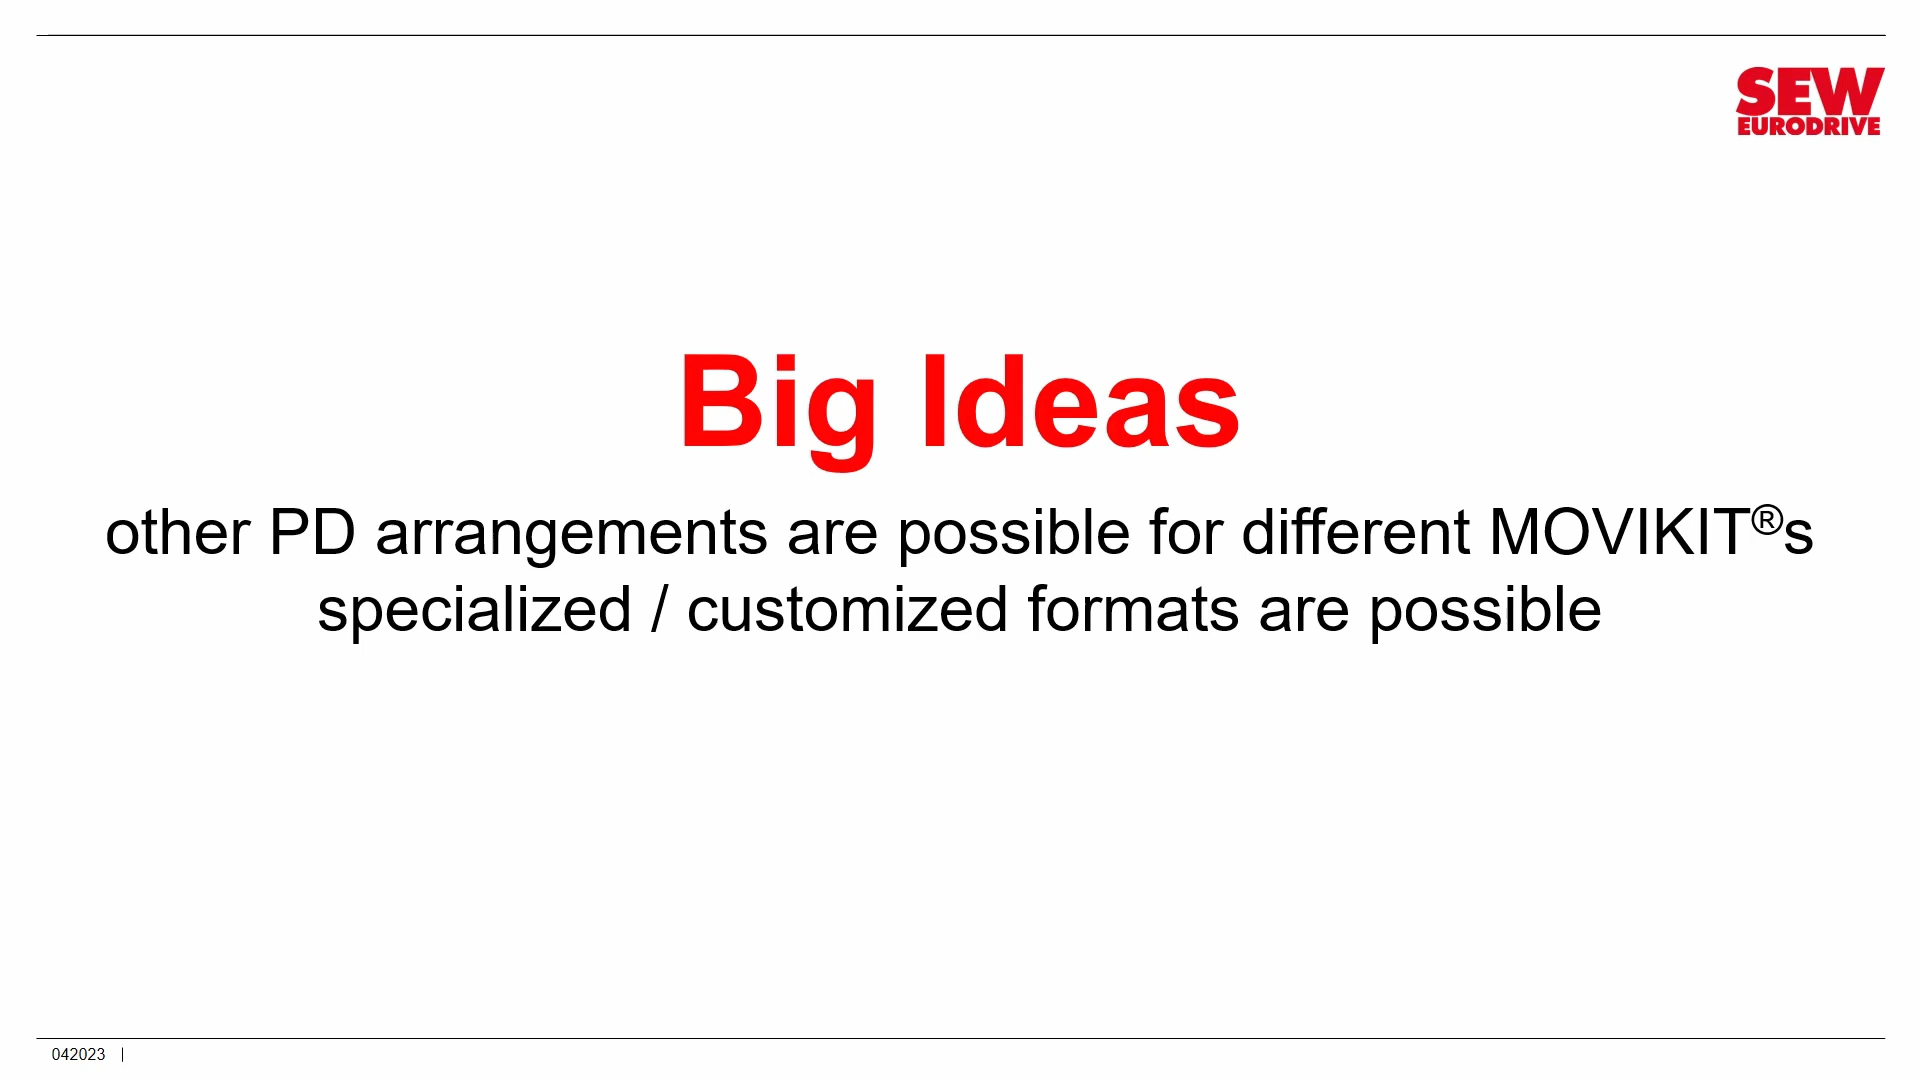 SEW
EURODRIVE
Big Ideas
other PD arrangements are possible for different MOVIKIT®s
specialized / customized formats are possible
042023 |